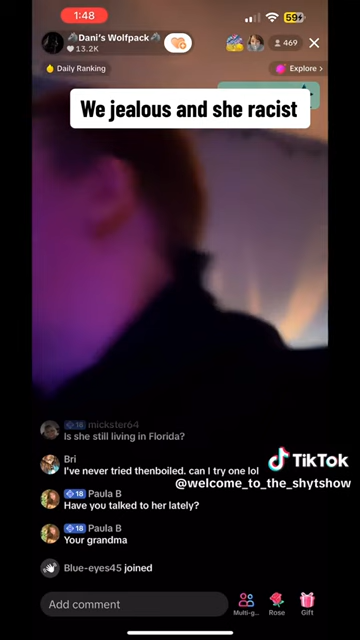 1:48
59
Dani's Wolfpack
13.2K
469
Daily Ranking
Explore >
We jealous and she racist
18 mickster64
Is she still living in Florida?
Bri
I've never tried thenboiled. can I try one lol
TikTok
@welcome_to_the_shytshow
18 Paula B
Have you talked to her lately?
18 Paula B
Your grandma
Blue-eyes45 joined
Add comment
Multi-g...
Rose
Gift